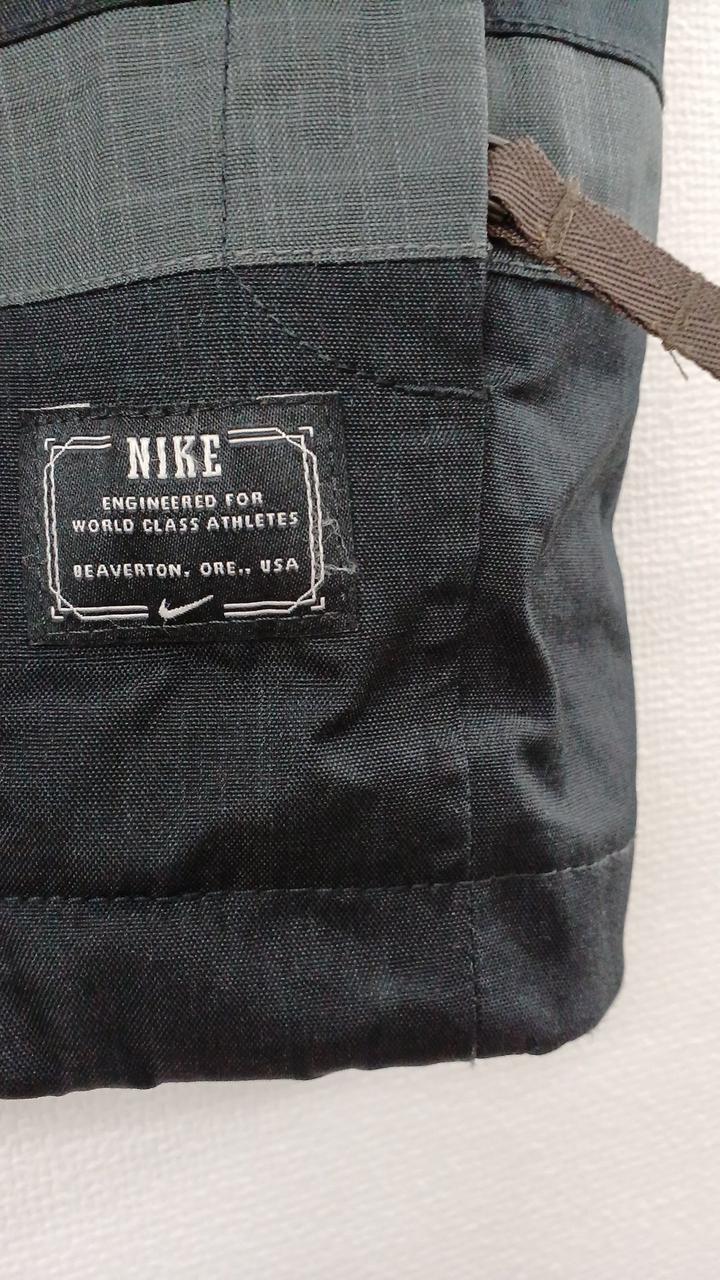 NIKE
ENGINEERED FOR
WORLD CLASS ATHLETES
BEAVERTON, ORE., USA